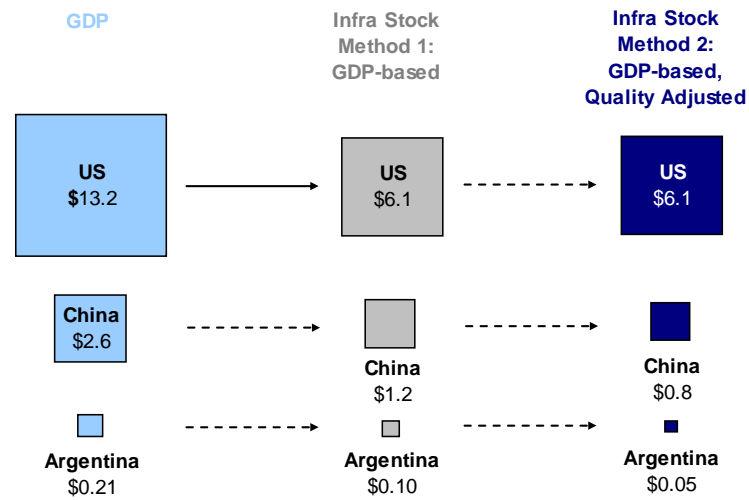 GDP
Infra Stock
Method 1:
GDP-based
Infra Stock
Method 2:
GDP-based,
Quality Adjusted
US
$13.2
US
$6.1
US
$6.1
China
$2.6
China
$1.2
China
$0.8
Argentina
$0.21
Argentina
$0.10
Argentina
$0.05